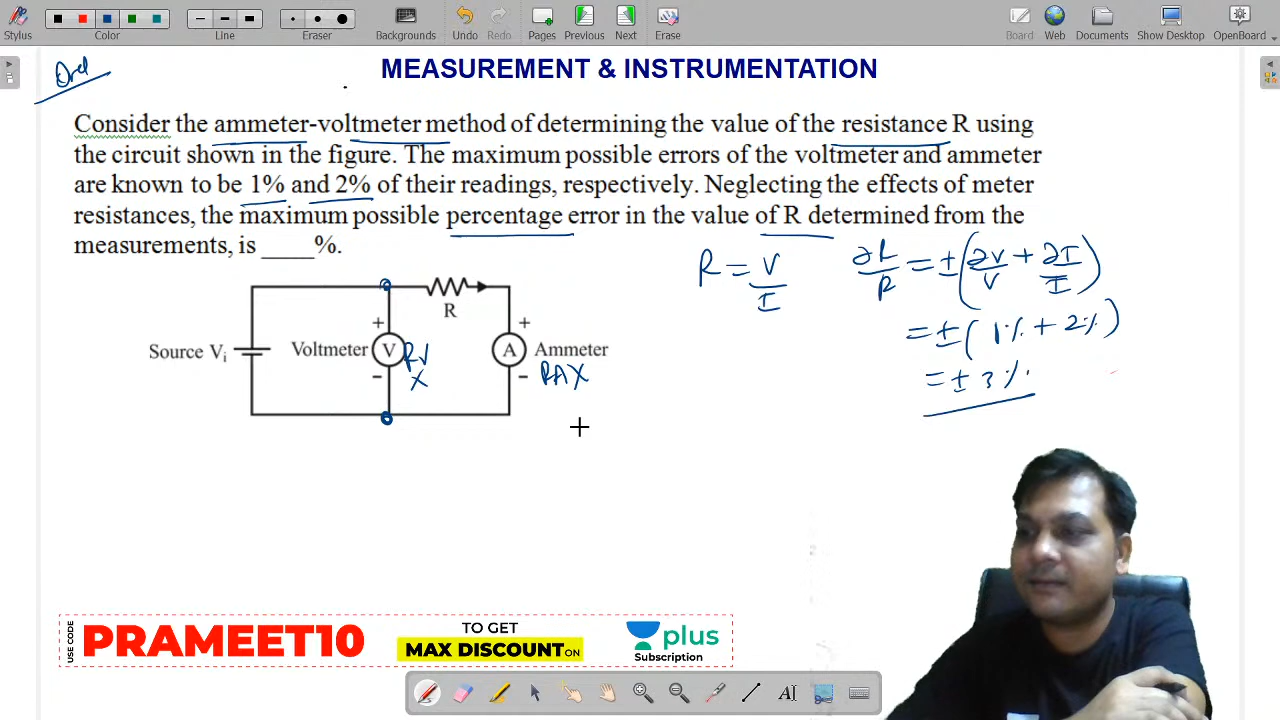 Stylus
Color
Line
Eraser
Backgrounds
Undo
Redo
Pages
Previous
Next
Erase
Board
Web
Documents
Show Desktop
OpenBoard
MEASUREMENT & INSTRUMENTATION
Consider the ammeter-voltmeter method of determining the value of the resistance R using
the circuit shown in the figure. The maximum possible errors of the voltmeter and ammeter
are known to be 1% and 2% of their readings, respectively. Neglecting the effects of meter
resistances, the maximum possible percentage error in the value of R determined from the
measurements, is ____%.
R = V/I
∂R/R = ± (∂V/V + ∂I/I)
= ± (1% + 2%)
= ± 3%
R
+ +
Source Vi Voltmeter V RV A Ammeter
X
− − RA X
USE CODE
PRAMEET10
TO GET
MAX DISCOUNT ON
plus
Subscription
AI